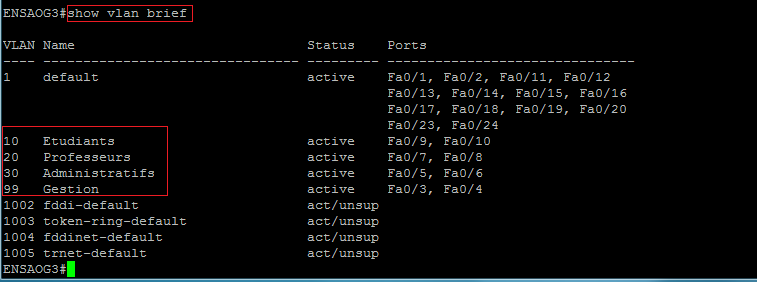 ENSAOG3#show vlan brief
VLAN Name                             Status    Ports
---- -------------------------------- --------- -------------------------------
1    default                          active    Fa0/1, Fa0/2, Fa0/11, Fa0/12
                                                Fa0/13, Fa0/14, Fa0/15, Fa0/16
                                                Fa0/17, Fa0/18, Fa0/19, Fa0/20
                                                Fa0/23, Fa0/24
10   Etudiants                        active    Fa0/9, Fa0/10
20   Professeurs                      active    Fa0/7, Fa0/8
30   Administratifs                   active    Fa0/5, Fa0/6
99   Gestion                          active    Fa0/3, Fa0/4
1002 fddi-default                     act/unsup
1003 token-ring-default               act/unsup
1004 fddinet-default                  act/unsup
1005 trnet-default                    act/unsup
ENSAOG3#